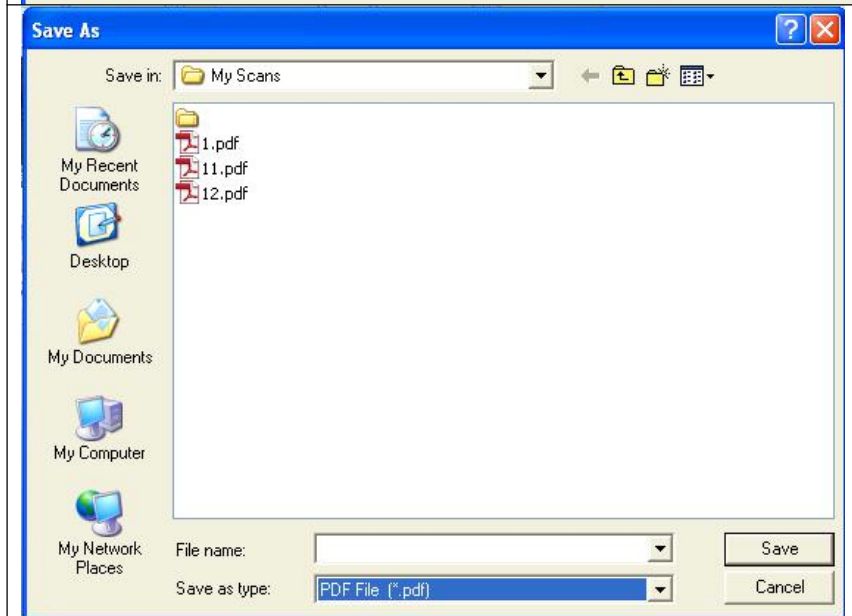 Save As
Save in: My Scans
1.pdf
11.pdf
12.pdf
My Recent
Documents
Desktop
My Documents
My Computer
My Network
Places
File name:
Save
Save as type: PDF File (*.pdf)
Cancel